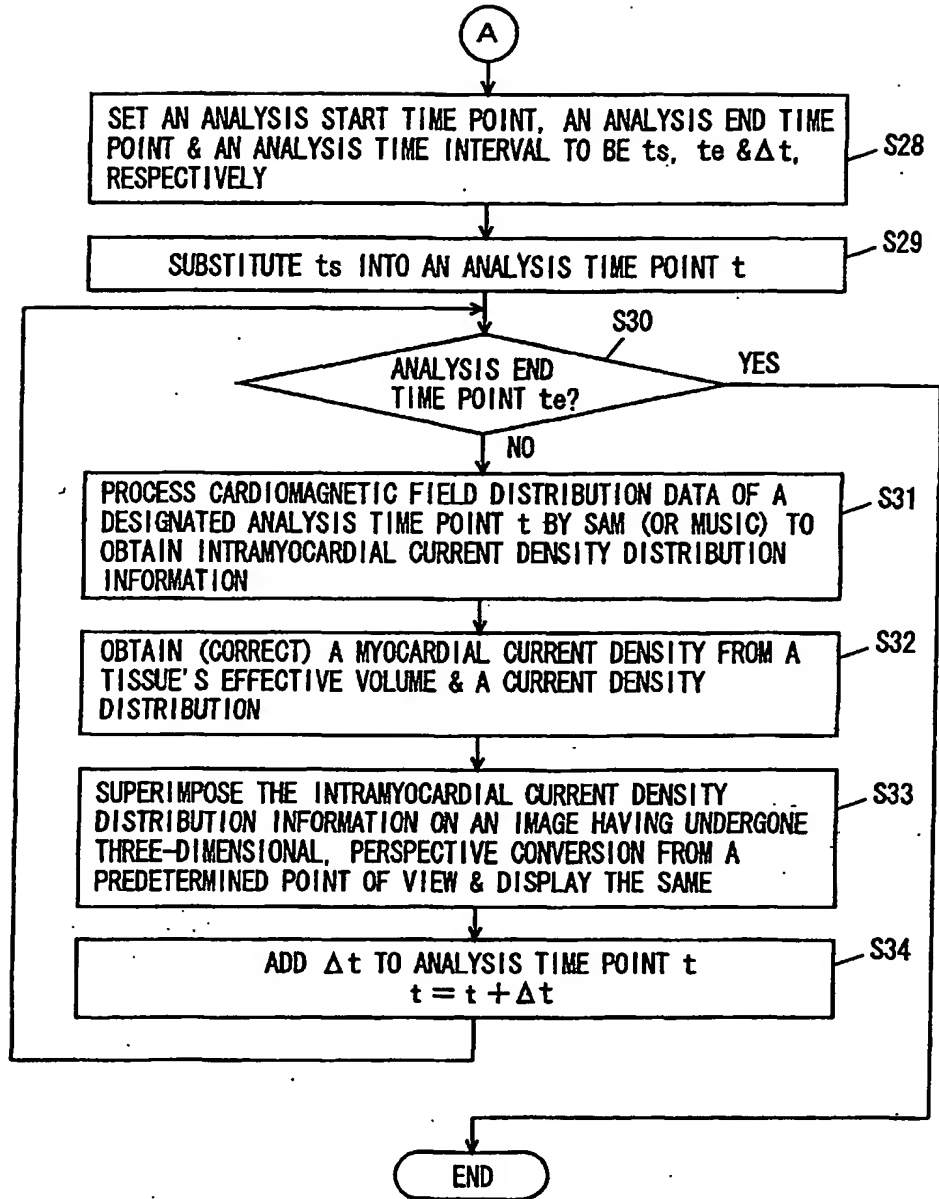 A
SET AN ANALYSIS START TIME POINT, AN ANALYSIS END TIME
POINT & AN ANALYSIS TIME INTERVAL TO BE ts, te &Δt,
RESPECTIVELY
S28
SUBSTITUTE ts INTO AN ANALYSIS TIME POINT t
S29
S30
ANALYSIS END
TIME POINT te?
YES
NO
PROCESS CARDIOMAGNETIC FIELD DISTRIBUTION DATA OF A
DESIGNATED ANALYSIS TIME POINT t BY SAM (OR MUSIC) TO
OBTAIN INTRAMYOCARDIAL CURRENT DENSITY DISTRIBUTION
INFORMATION
S31
OBTAIN (CORRECT) A MYOCARDIAL CURRENT DENSITY FROM A
TISSUE'S EFFECTIVE VOLUME & A CURRENT DENSITY
DISTRIBUTION
S32
SUPERIMPOSE THE INTRAMYOCARDIAL CURRENT DENSITY
DISTRIBUTION INFORMATION ON AN IMAGE HAVING UNDERGONE
THREE-DIMENSIONAL, PERSPECTIVE CONVERSION FROM A
PREDETERMINED POINT OF VIEW & DISPLAY THE SAME
S33
ADD Δt TO ANALYSIS TIME POINT t
t = t + Δt
S34
END